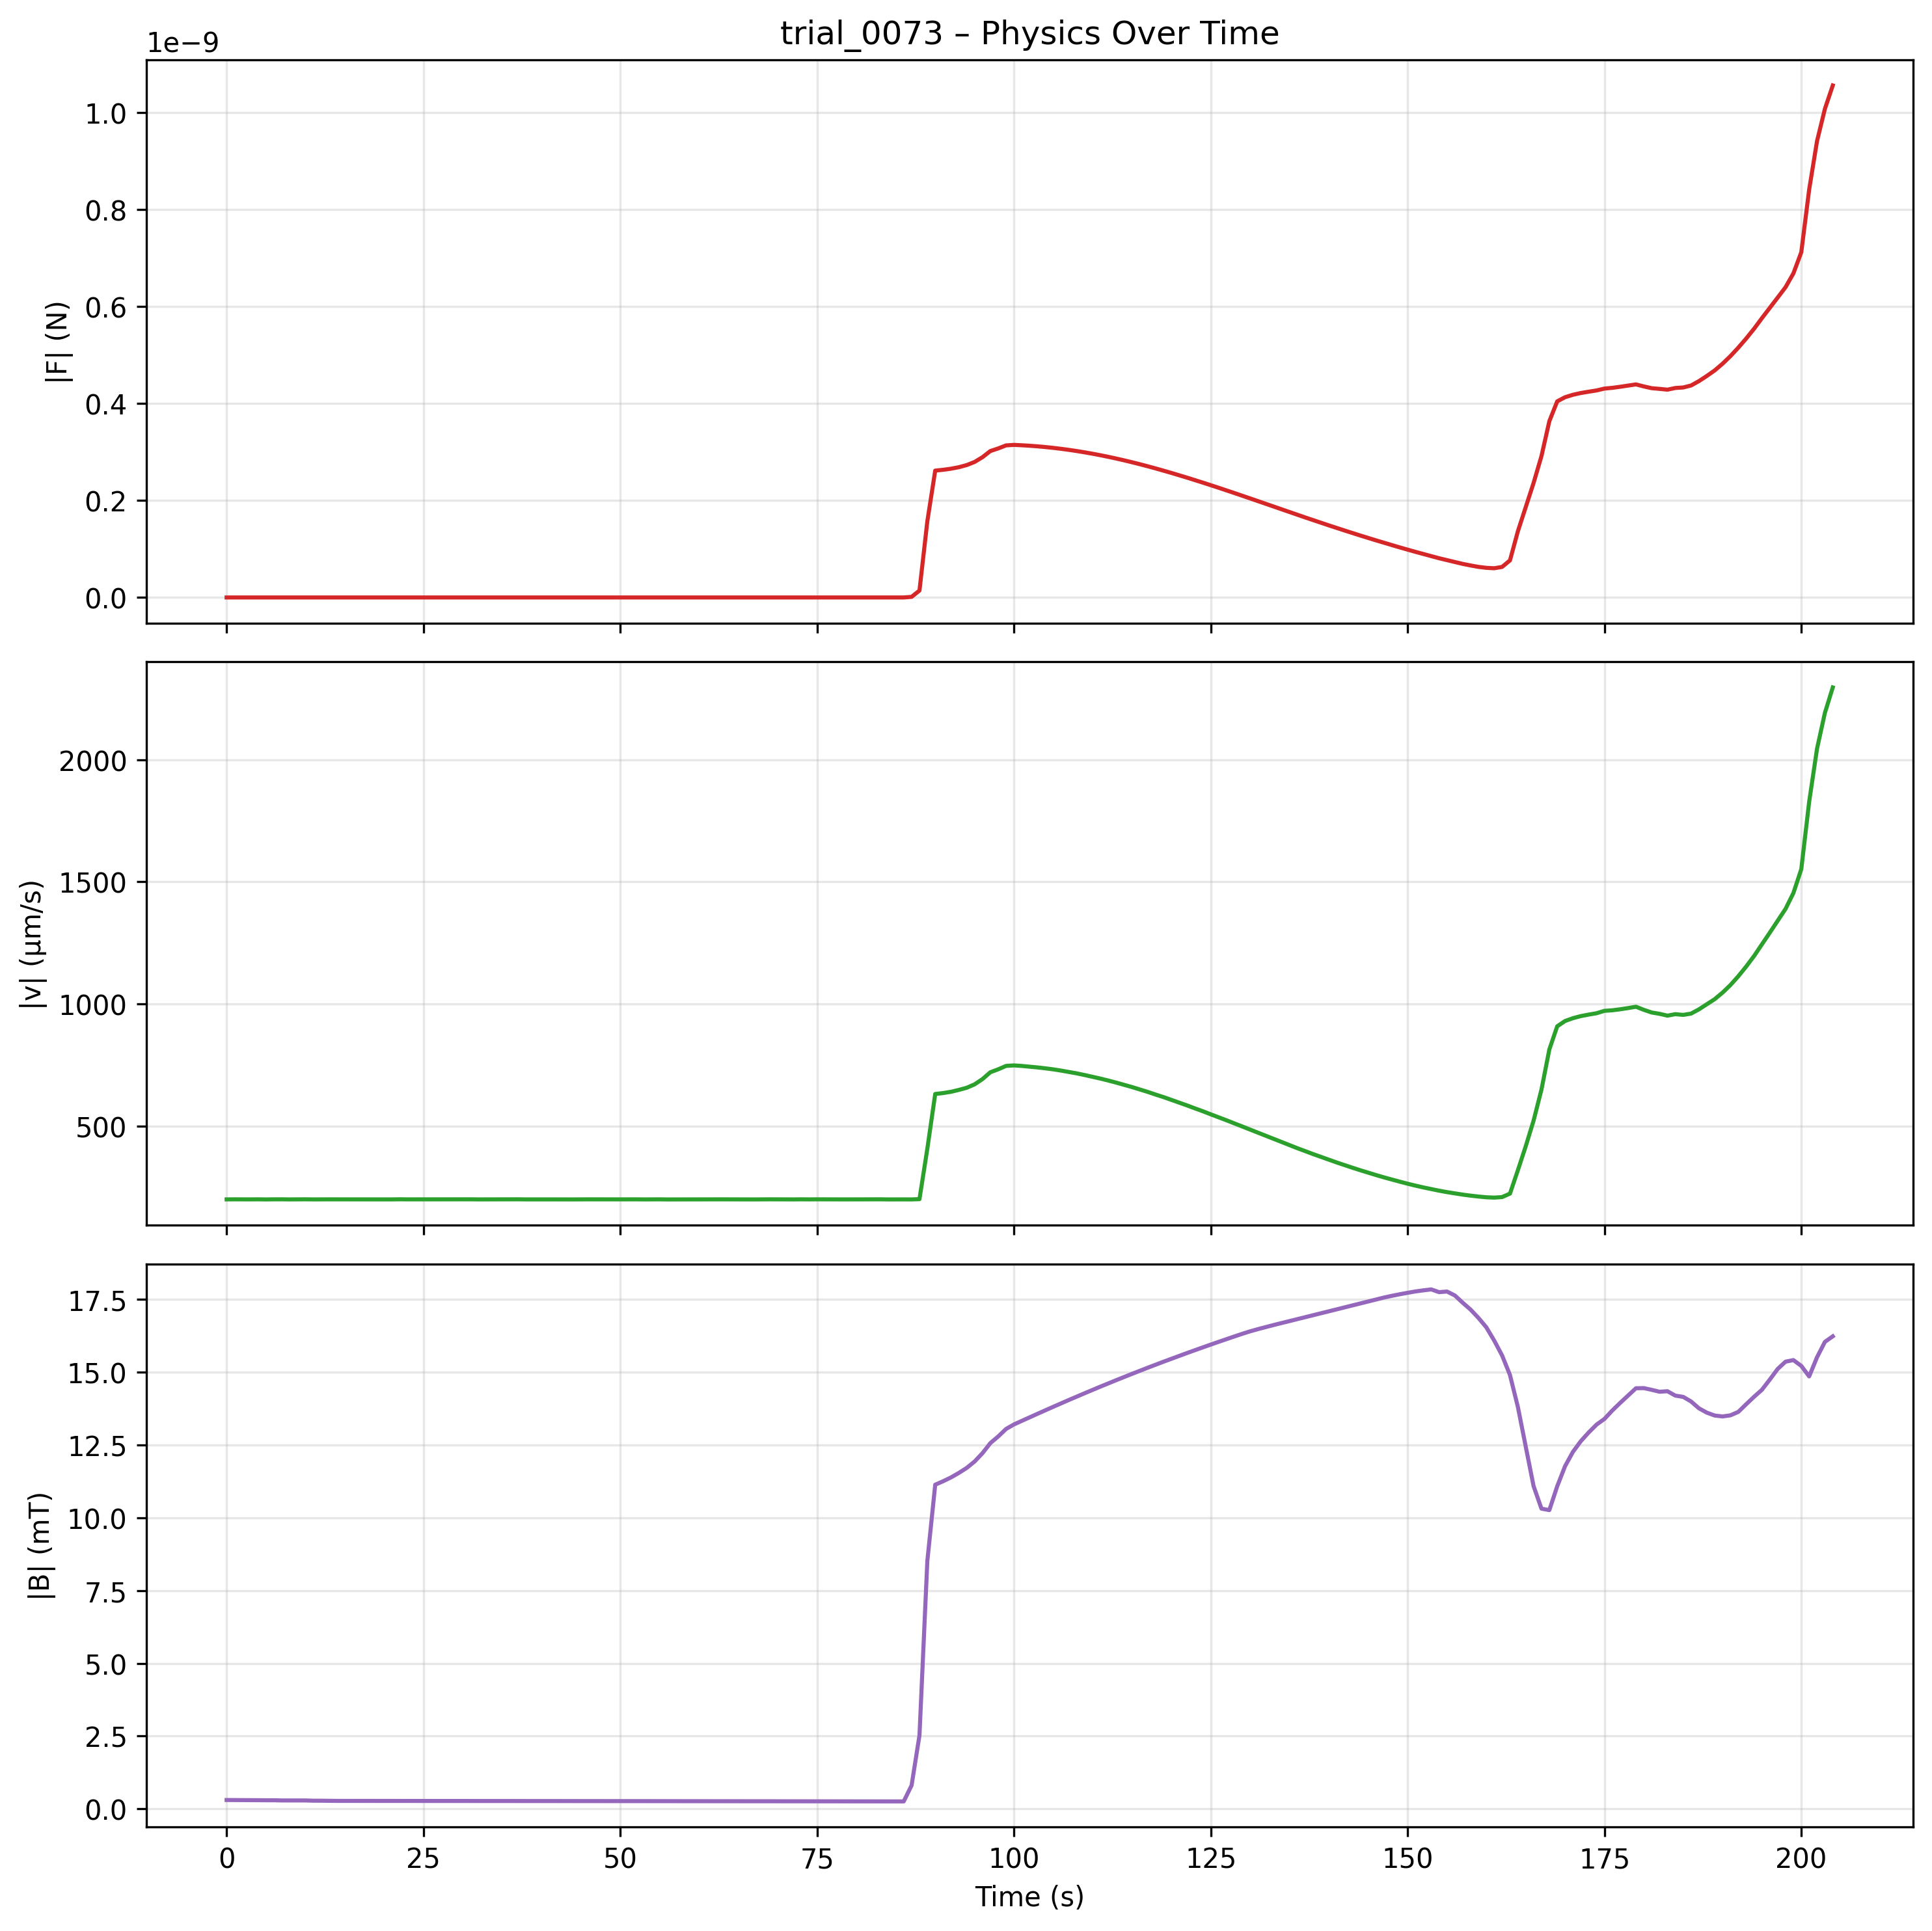 trial_0073 – Physics Over Time
1e−9
1.0
0.8
0.6
0.4
0.2
0.0
|F| (N)
2000
1500
1000
500
|v| (μm/s)
17.5
15.0
12.5
10.0
7.5
5.0
2.5
0.0
|B| (mT)
0 25 50 75 100 125 150 175 200
Time (s)